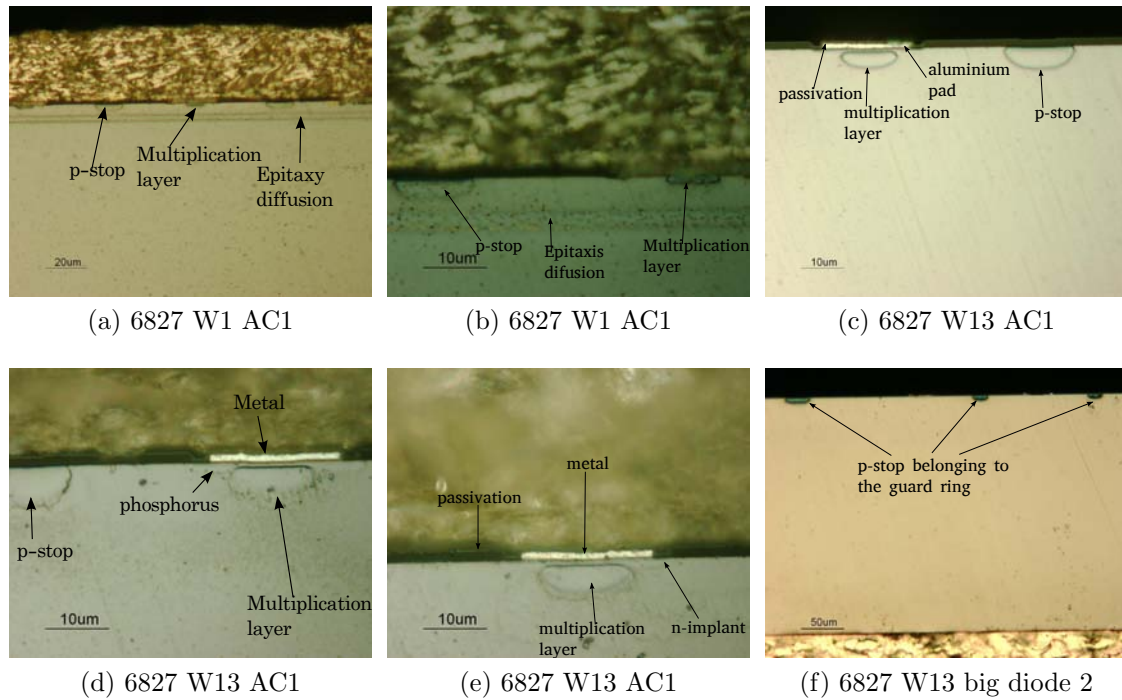 p-stop
Multiplication
layer
Epitaxy
diffusion
20um
(a) 6827 W1 AC1
p-stop
Epitaxis
difusion
Multiplication
layer
10um
(b) 6827 W1 AC1
passivation
multiplication
layer
aluminium
pad
p-stop
10um
(c) 6827 W13 AC1
Metal
phosphorus
p-stop
Multiplication
layer
10um
(d) 6827 W13 AC1
metal
passivation
multiplication
layer
n-implant
10um
(e) 6827 W13 AC1
p-stop belonging to
the guard ring
50um
(f) 6827 W13 big diode 2